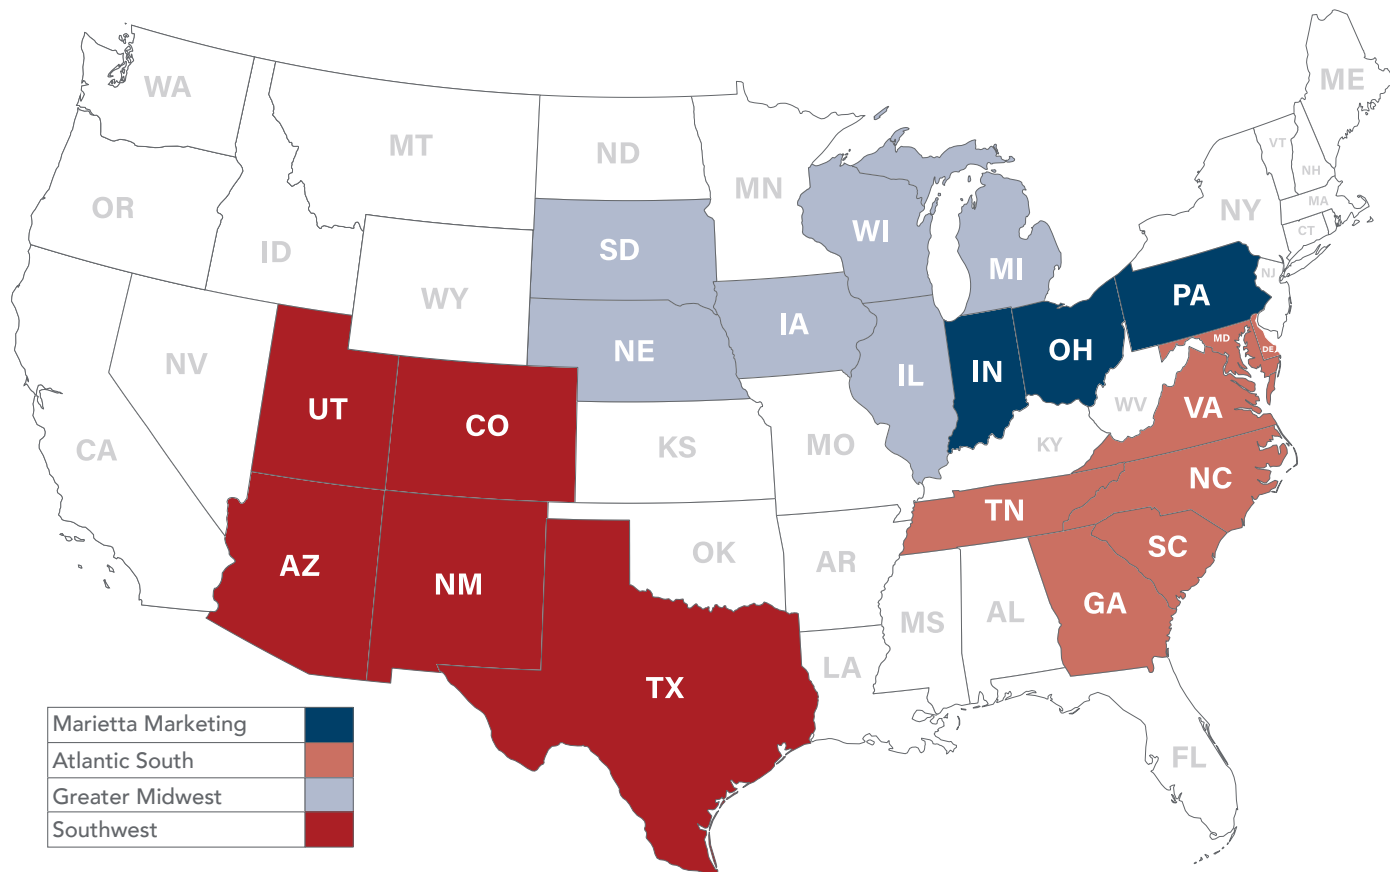 WA
MT
ND
MN
ME
VT
NH
OR
ID
SD
WI
MI
NY
MA
CT
WY
NJ
PA
NE
IA
OH
MD
DE
NV
UT
CO
IL
IN
WV
VA
CA
KS
MO
KY
NC
TN
SC
AZ
NM
OK
AR
GA
MS
AL
TX
LA
FL
Marietta Marketing
Atlantic South
Greater Midwest
Southwest